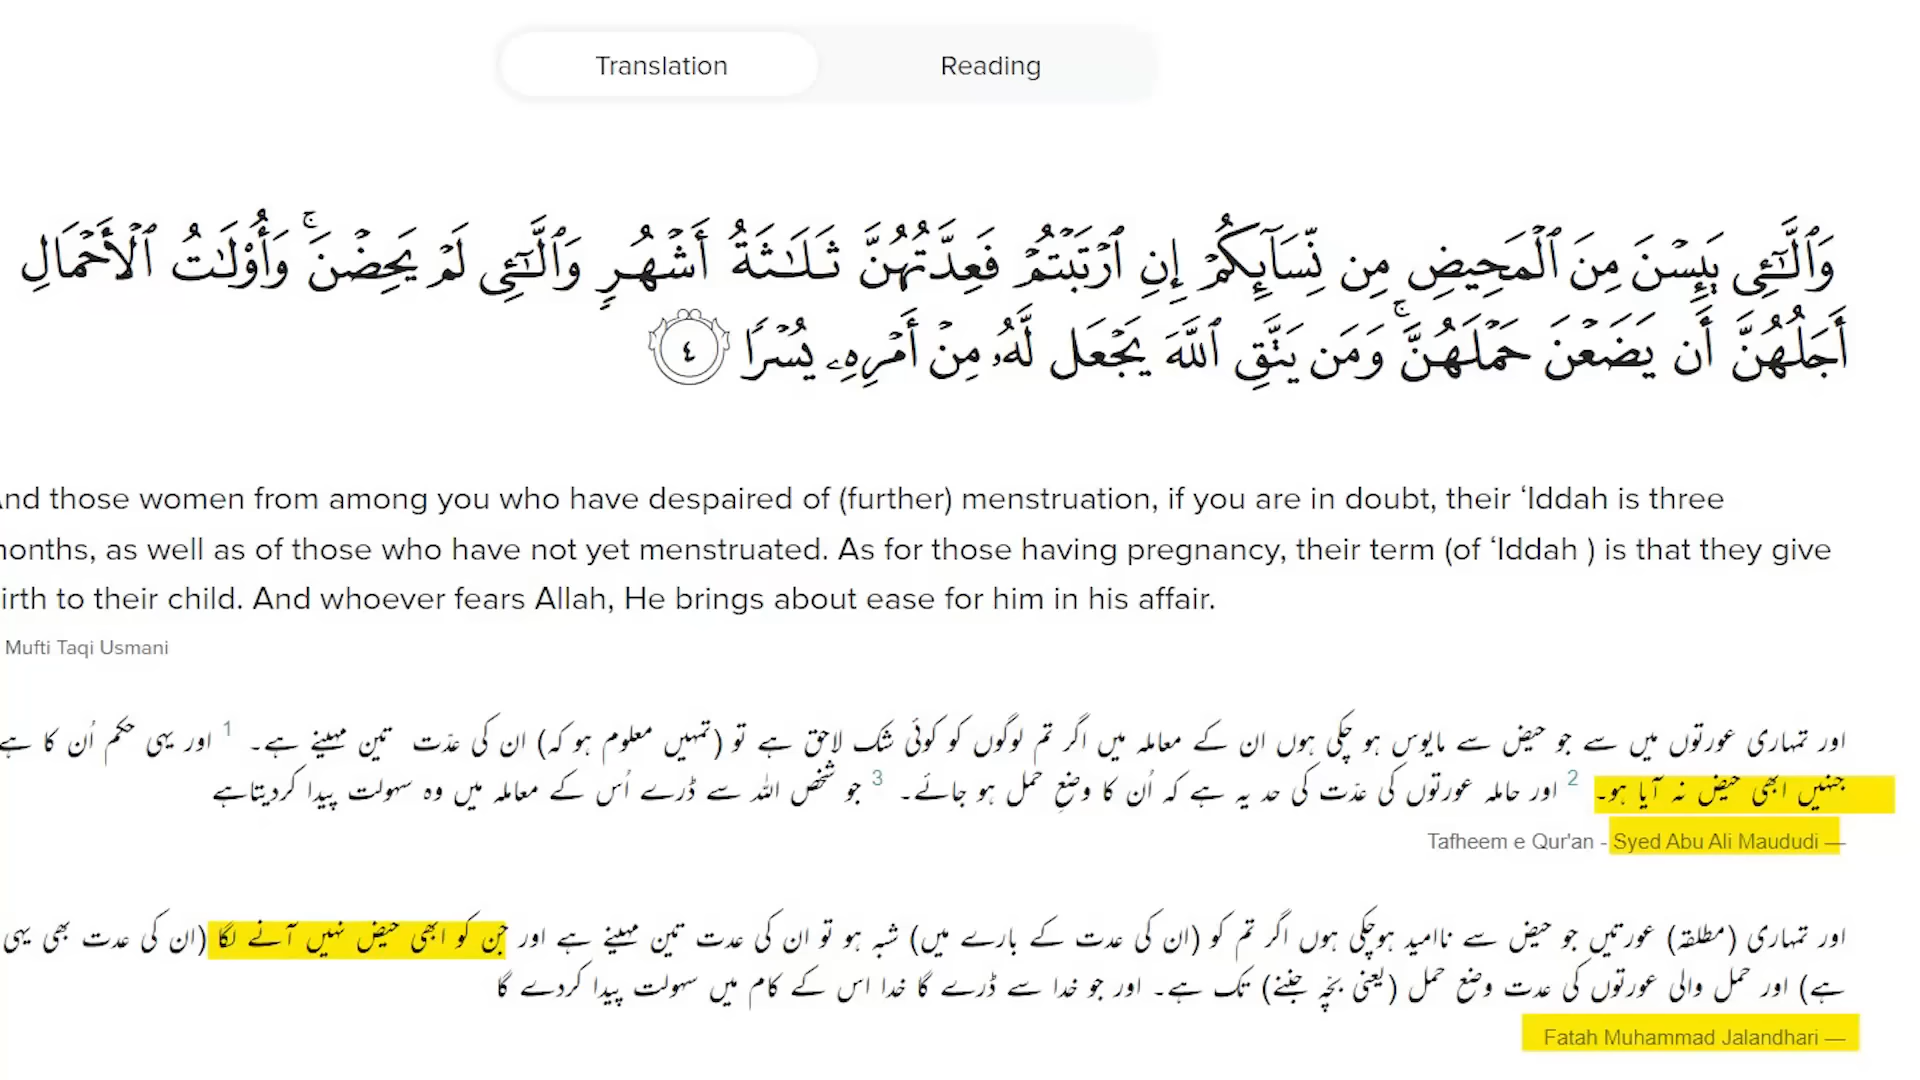 Translation
Reading
وَٱلَّـٰٓـِٔى يَئِسْنَ مِنَ ٱلْمَحِيضِ مِن نِّسَآئِكُمْ إِنِ ٱرْتَبْتُمْ فَعِدَّتُهُنَّ ثَلَـٰثَةُ أَشْهُرٍ وَٱلَّـٰٓـِٔى لَمْ يَحِضْنَ ۚ وَأُو۟لَـٰتُ ٱلْأَحْمَالِ
أَجَلُهُنَّ أَن يَضَعْنَ حَمْلَهُنَّ ۚ وَمَن يَتَّقِ ٱللَّهَ يَجْعَل لَّهُۥ مِنْ أَمْرِهِۦ يُسْرًا ٤
nd those women from among you who have despaired of (further) menstruation, if you are in doubt, their ‘Iddah is three
onths, as well as of those who have not yet menstruated. As for those having pregnancy, their term (of ‘Iddah ) is that they give
irth to their child. And whoever fears Allah, He brings about ease for him in his affair.
Mufti Taqi Usmani
اور تمہاری عورتوں میں سے جو حیض سے مایوس ہو چکی ہوں ان کے معاملہ میں اگر تم لوگوں کو کوئی شک لاحق ہے تو (تمہیں معلوم ہو کہ) ان کی عدّت تین مہینے ہے۔ 1 اور یہی حکم اُن کا ہے
جنہیں ابھی حیض نہ آیا ہو۔ 2 اور حاملہ عورتوں کی عدّت کی حد یہ ہے کہ اُن کا وضعِ حمل ہو جائے۔ 3 جو شخص اللہ سے ڈرے اُس کے معاملہ میں وہ سہولت پیدا کردیتاہے
Tafheem e Qur'an - Syed Abu Ali Maududi —
اور تمہاری (مطلقہ) عورتیں جو حیض سے ناامید ہوچکی ہوں اگر تم کو (ان کی عدت کے بارے میں) شبہ ہو تو ان کی عدت تین مہینے ہے اور جن کو ابھی حیض نہیں آنے لگا (ان کی عدت بھی یہی
ہے) اور حمل والی عورتوں کی عدت وضع حمل (یعنی بچّہ جننے) تک ہے۔ اور جو خدا سے ڈرے گا خدا اس کے کام میں سہولت پیدا کردے گا
Fatah Muhammad Jalandhari —